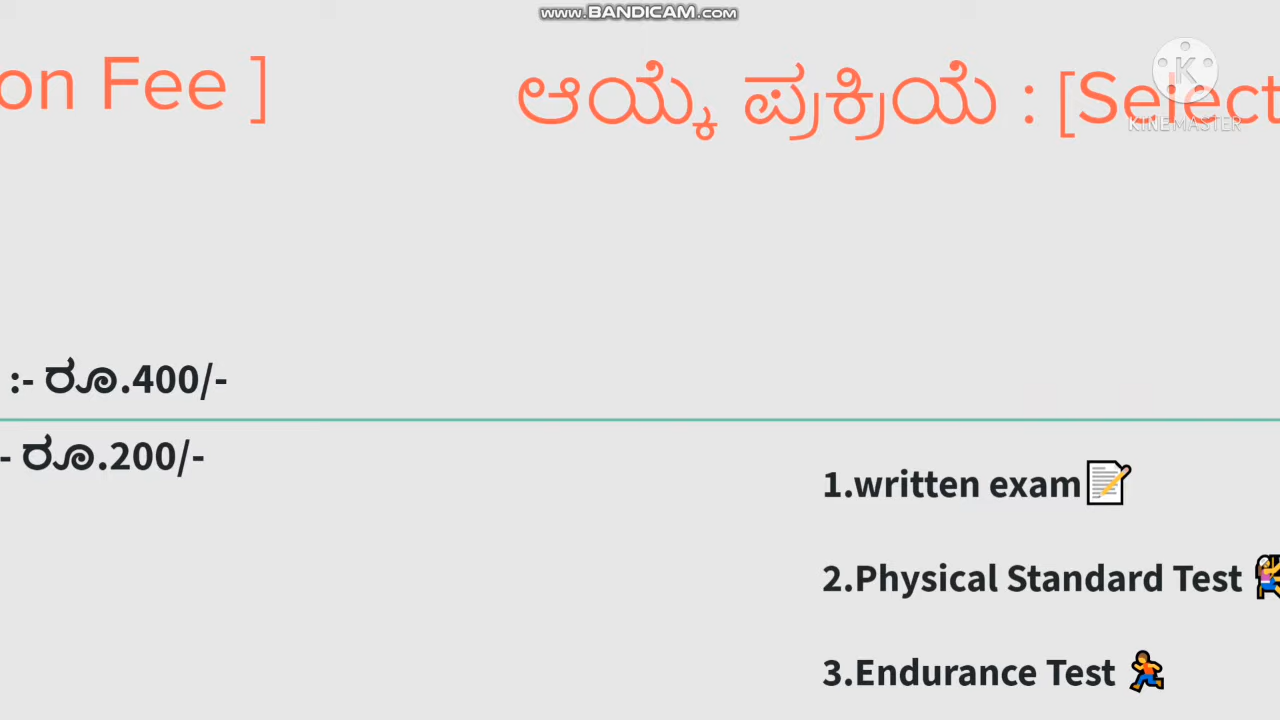 www.BANDICAM.com
on Fee ]
ಆಯ್ಕೆ ಪ್ರಕ್ರಿಯೆ : [Select
K
KINEMASTER
:- ರೂ.400/-
- ರೂ.200/-
1.written exam📝
2.Physical Standard Test
3.Endurance Test 🏃